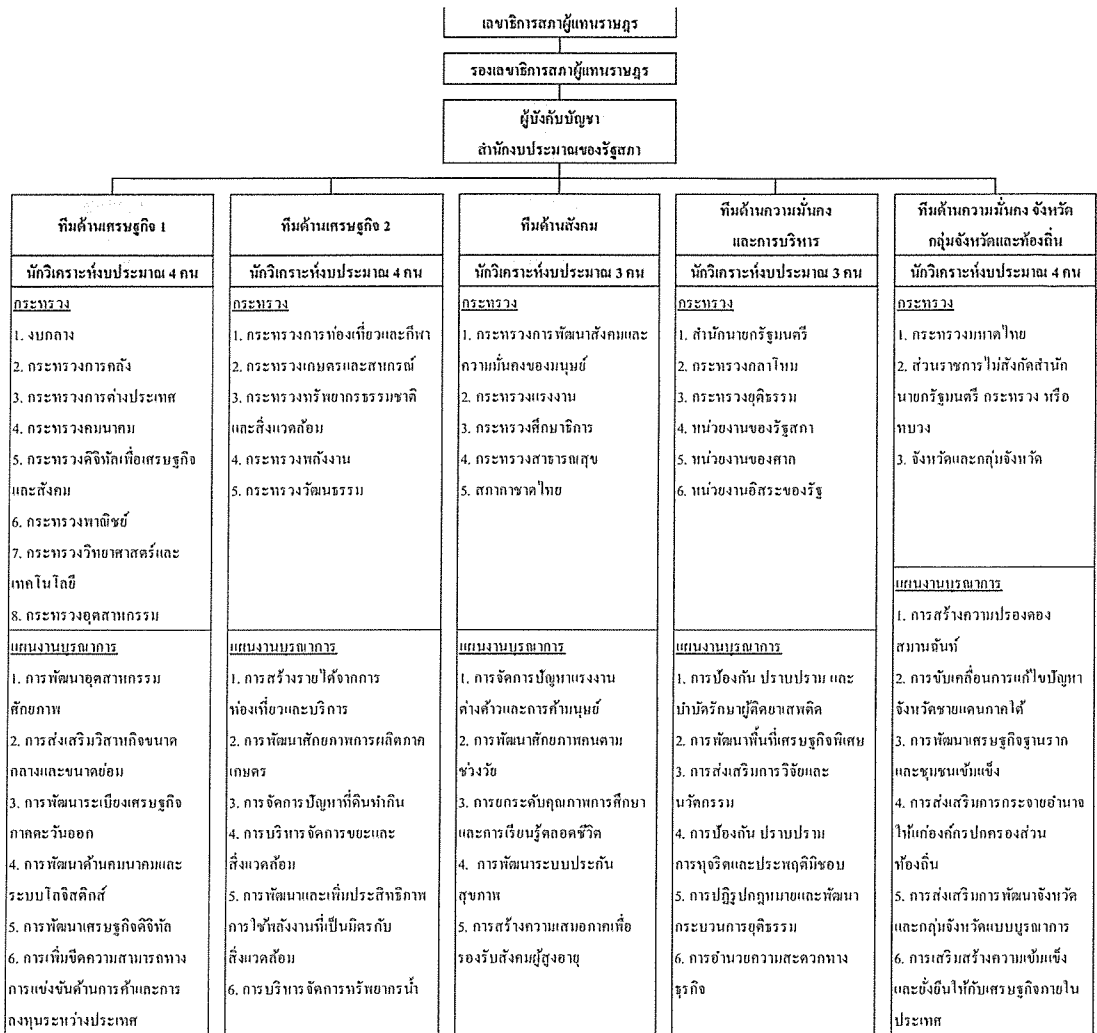 เลขาธิการสภาผู้แทนราษฎร
รองเลขาธิการสภาผู้แทนราษฎร
ผู้บังคับบัญชา
สำนักงบประมาณของรัฐสภา
ทีมด้านเศรษฐกิจ 1
นักวิเคราะห์งบประมาณ 4 คน
กระทรวง
1. งบกลาง
2. กระทรวงการคลัง
3. กระทรวงการต่างประเทศ
4. กระทรวงคมนาคม
5. กระทรวงดิจิทัลเพื่อเศรษฐกิจ
และสังคม
6. กระทรวงพาณิชย์
7. กระทรวงวิทยาศาสตร์และ
เทคโนโลยี
8. กระทรวงอุตสาหกรรม
แผนงานบูรณาการ
1. การพัฒนาอุตสาหกรรม
ศักยภาพ
2. การส่งเสริมวิสาหกิจขนาด
กลางและขนาดย่อม
3. การพัฒนาระเบียงเศรษฐกิจ
ภาคตะวันออก
4. การพัฒนาด้านคมนาคมและ
ระบบโลจิสติกส์
5. การพัฒนาเศรษฐกิจดิจิทัล
6. การเพิ่มขีดความสามารถทาง
การแข่งขันด้านการค้าและการ
ลงทุนระหว่างประเทศ
ทีมด้านเศรษฐกิจ 2
นักวิเคราะห์งบประมาณ 4 คน
กระทรวง
1. กระทรวงการท่องเที่ยวและกีฬา
2. กระทรวงเกษตรและสหกรณ์
3. กระทรวงทรัพยากรธรรมชาติ
และสิ่งแวดล้อม
4. กระทรวงพลังงาน
5. กระทรวงวัฒนธรรม
แผนงานบูรณาการ
1. การสร้างรายได้จากการ
ท่องเที่ยวและบริการ
2. การพัฒนาศักยภาพการผลิตภาค
เกษตร
3. การจัดการปัญหาที่ดินทำกิน
4. การบริหารจัดการขยะและ
สิ่งแวดล้อม
5. การพัฒนาและเพิ่มประสิทธิภาพ
การใช้พลังงานที่เป็นมิตรกับ
สิ่งแวดล้อม
6. การบริหารจัดการทรัพยากรน้ำ
ทีมด้านสังคม
นักวิเคราะห์งบประมาณ 3 คน
กระทรวง
1. กระทรวงการพัฒนาสังคมและ
ความมั่นคงของมนุษย์
2. กระทรวงแรงงาน
3. กระทรวงศึกษาธิการ
4. กระทรวงสาธารณสุข
5. สภากาชาดไทย
แผนงานบูรณาการ
1. การจัดการปัญหาแรงงาน
ต่างด้าวและการค้ามนุษย์
2. การพัฒนาศักยภาพคนตาม
ช่วงวัย
3. การยกระดับคุณภาพการศึกษา
และการเรียนรู้ตลอดชีวิต
4. การพัฒนาระบบประกัน
สุขภาพ
5. การสร้างความเสมอภาคเพื่อ
รองรับสังคมผู้สูงอายุ
ทีมด้านความมั่นคง
และการบริหาร
นักวิเคราะห์งบประมาณ 3 คน
กระทรวง
1. สำนักนายกรัฐมนตรี
2. กระทรวงกลาโหม
3. กระทรวงยุติธรรม
4. หน่วยงานของรัฐสภา
5. หน่วยงานของศาล
6. หน่วยงานอิสระของรัฐ
แผนงานบูรณาการ
1. การป้องกัน ปราบปราม และ
บำบัดรักษาผู้ติดยาเสพติด
2. การพัฒนาพื้นที่เศรษฐกิจพิเศษ
3. การส่งเสริมการวิจัยและ
นวัตกรรม
4. การป้องกัน ปราบปราม
การทุจริตและประพฤติมิชอบ
5. การปฏิรูปกฎหมายและพัฒนา
กระบวนการยุติธรรม
6. การอำนวยความสะดวกทาง
ธุรกิจ
ทีมด้านความมั่นคง จังหวัด
กลุ่มจังหวัดและท้องถิ่น
นักวิเคราะห์งบประมาณ 4 คน
กระทรวง
1. กระทรวงมหาดไทย
2. ส่วนราชการไม่สังกัดสำนัก
นายกรัฐมนตรี กระทรวง หรือ
ทบวง
3. จังหวัดและกลุ่มจังหวัด
แผนงานบูรณาการ
1. การสร้างความปรองดอง
สมานฉันท์
2. การขับเคลื่อนการแก้ไขปัญหา
จังหวัดชายแดนภาคใต้
3. การพัฒนาเศรษฐกิจฐานราก
และชุมชนเข้มแข็ง
4. การส่งเสริมการกระจายอำนาจ
ให้แก่องค์กรปกครองส่วน
ท้องถิ่น
5. การส่งเสริมการพัฒนาจังหวัด
และกลุ่มจังหวัดแบบบูรณาการ
6. การเสริมสร้างความเข้มแข็ง
และยั่งยืนให้กับเศรษฐกิจภายใน
ประเทศ